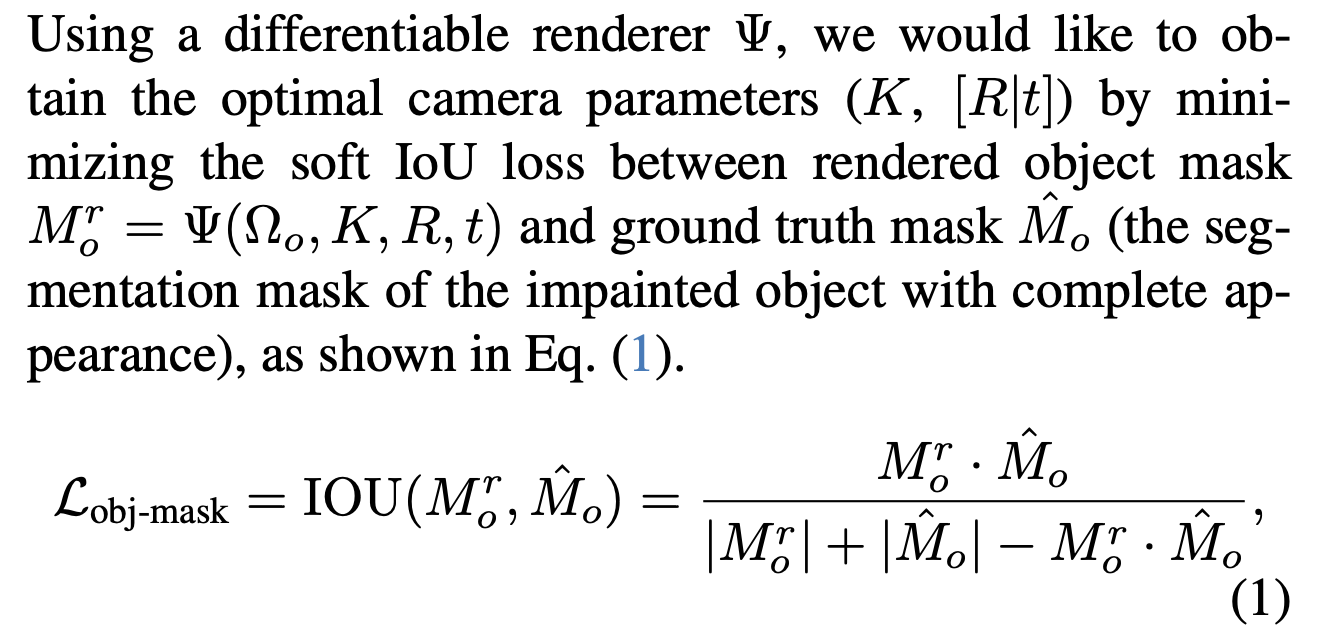 Using a differentiable renderer Ψ, we would like to ob-
tain the optimal camera parameters (K, [R|t]) by mini-
mizing the soft IoU loss between rendered object mask
M_o^r = Ψ(Ω_o, K, R, t) and ground truth mask M̂_o (the seg-
mentation mask of the impainted object with complete ap-
pearance), as shown in Eq. (1).
ℒ_obj-mask = IOU(M_o^r, M̂_o) = \frac{M_o^r · M̂_o}{|M_o^r| + |M̂_o| − M_o^r · M̂_o},
(1)